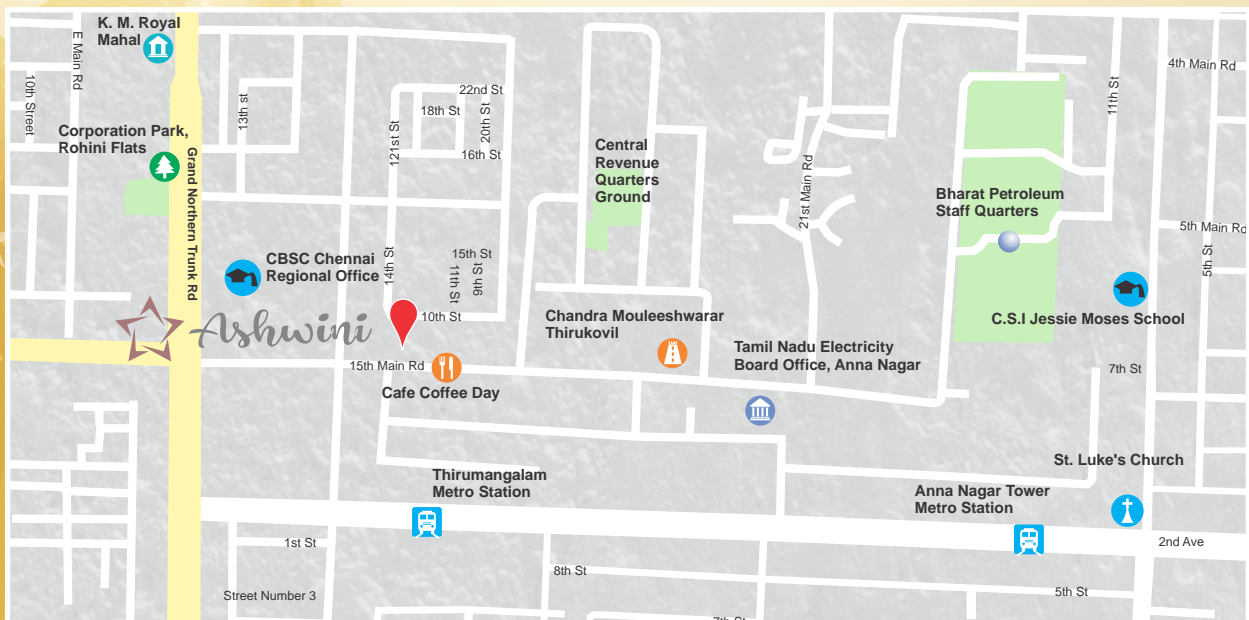 K. M. Royal
Mahal
E Main Rd
10th Street
13th st
Corporation Park,
Rohini Flats
Grand Northern Trunk Rd
22nd St
18th St
20th St
121st St
16th St
Central
Revenue
Quarters
Ground
21st Main Rd
4th Main Rd
11th St
Bharat Petroleum
Staff Quarters
5th Main Rd
5th St
CBSC Chennai
Regional Office
14th St
15th St
11th St
9th St
10th St
Ashwini
Chandra Mouleeshwarar
Thirukovil
C.S.I Jessie Moses School
Tamil Nadu Electricity
Board Office, Anna Nagar
15th Main Rd
7th St
Cafe Coffee Day
St. Luke's Church
Thirumangalam
Metro Station
Anna Nagar Tower
Metro Station
1st St
2nd Ave
8th St
5th St
Street Number 3
7th St